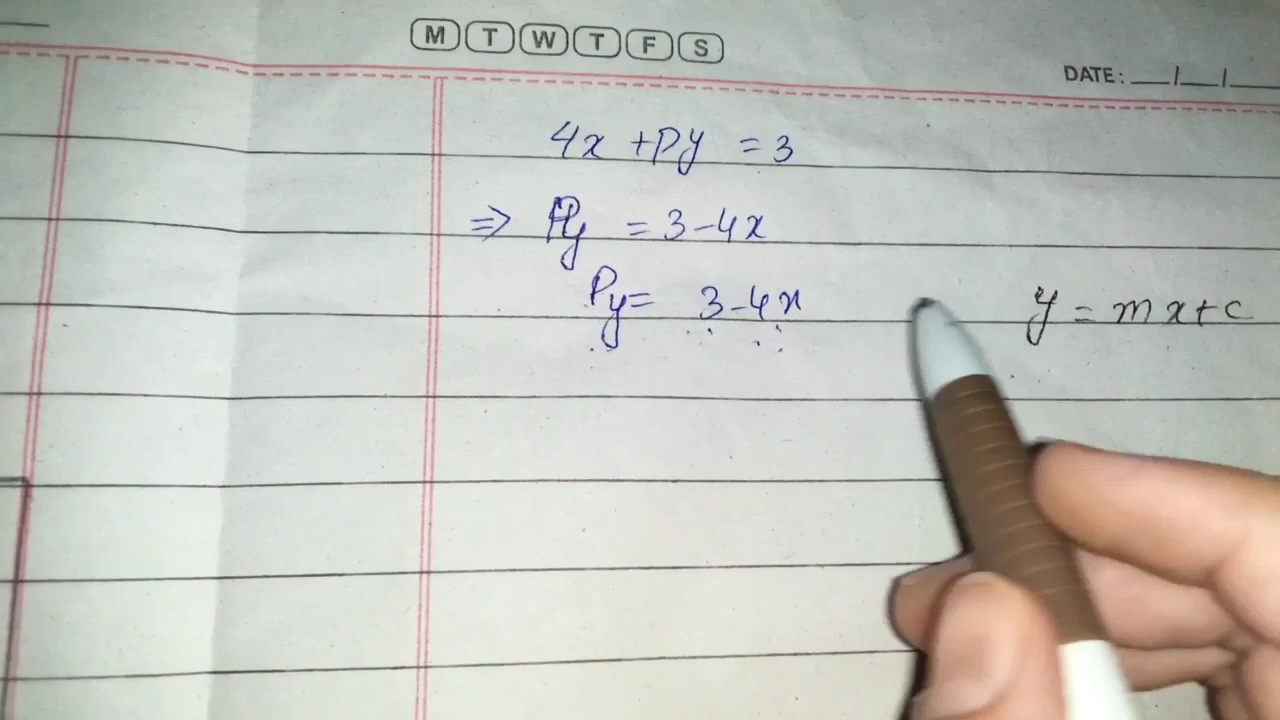 M T W T F S
DATE: __/__/__
4x + py = 3
⇒ Py = 3 - 4x
Py = 3 - 4x y = mx + c